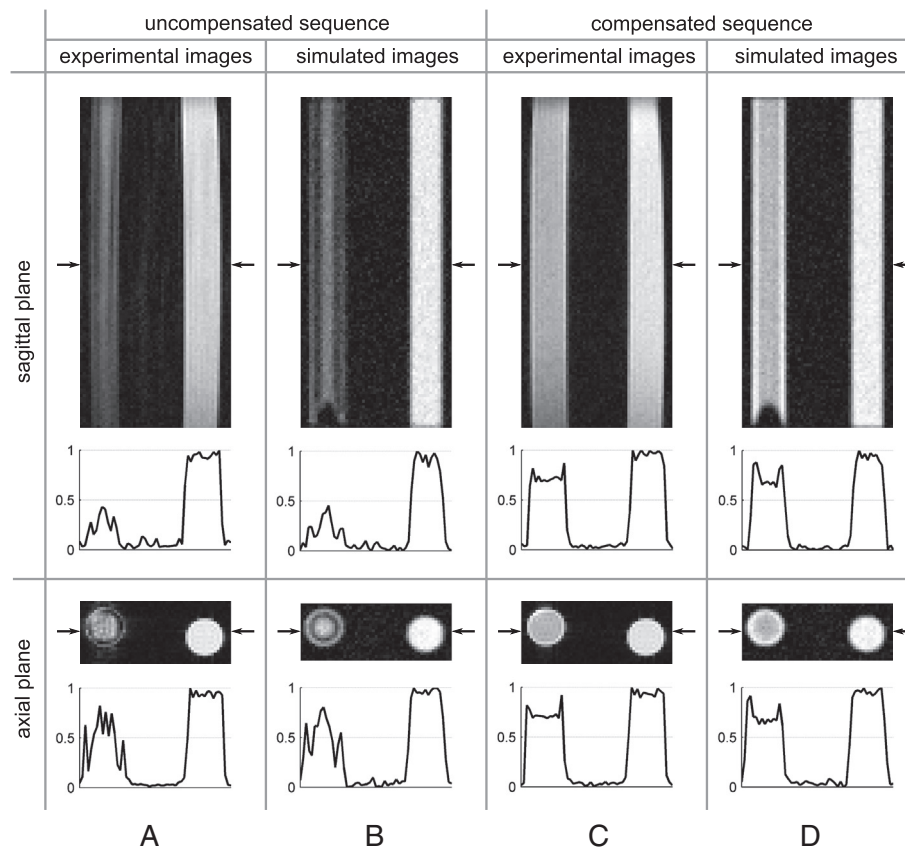 uncompensated sequence compensated sequence
experimental images simulated images experimental images simulated images
sagittal plane
1 1 1 1
0.5 0.5 0.5 0.5
0 0 0 0
axial plane
1 1 1 1
0.5 0.5 0.5 0.5
0 0 0 0
A B C D